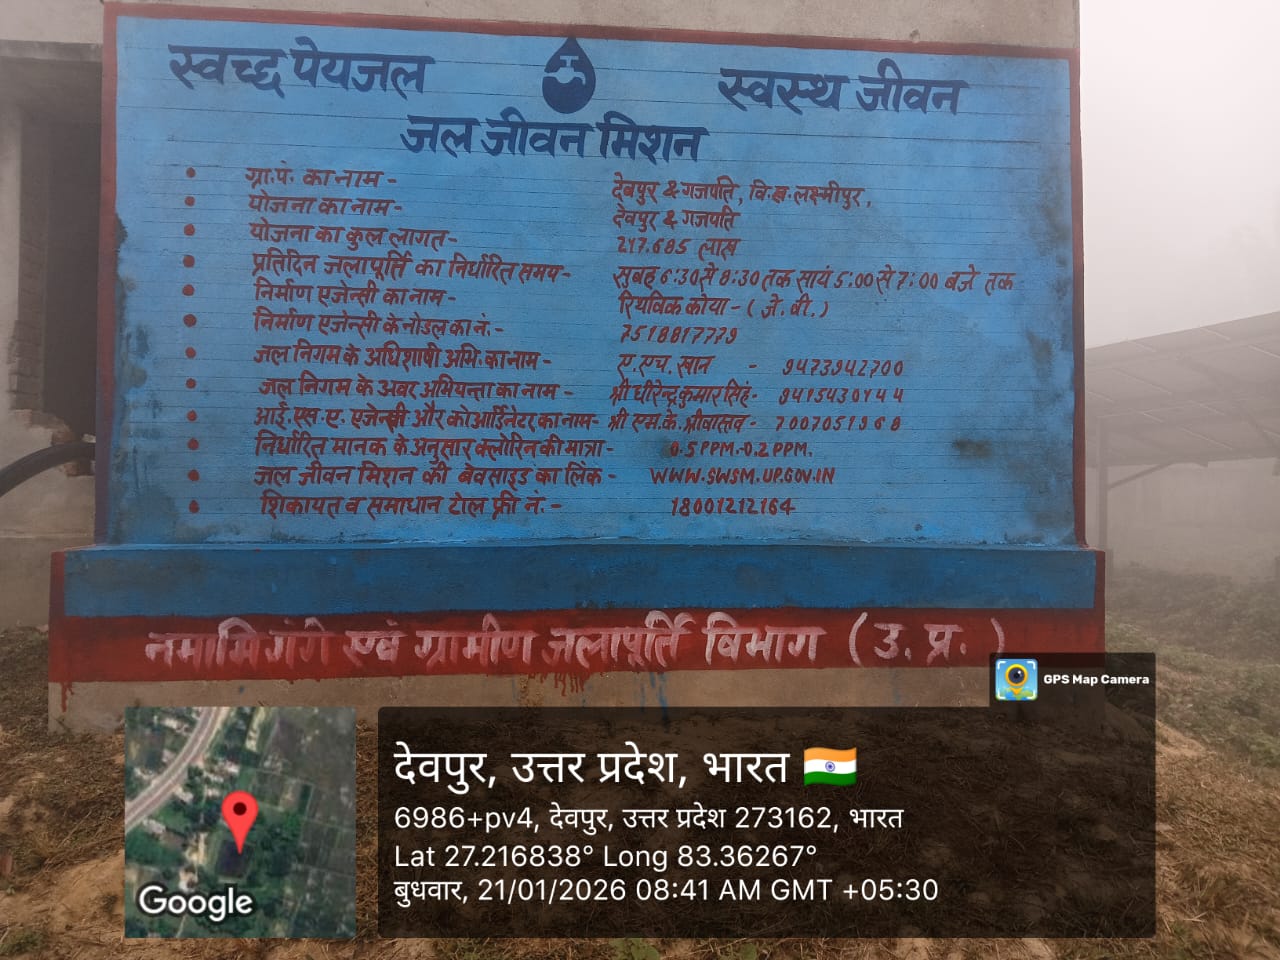 स्वच्छ पेयजल
स्वस्थ जीवन
जल जीवन मिशन
ग्रा.पं. का नाम - देवपुर & गजपति, वि.ख. लक्ष्मीपुर,
योजना का नाम - देवपुर & गजपति
योजना का कुल लागत - 217.685 लाख
प्रतिदिन जलापूर्ति का निर्धारित समय - सुबह 6:30 से 8:30 तक सायं 5:00 से 7:00 बजे तक
निर्माण एजेन्सी का नाम - रियविक कोया - (जे. बी.)
निर्माण एजेन्सी के नोडल का नं. - 7518817779
जल निगम के अधिशाषी अभि. का नाम - ए. एच. खान - 9473942700
जल निगम के अवर अभियन्ता का नाम - श्री धीरेन्द्र कुमार सिंह - 9415430144
आई. एस. ए. एजेन्सी और कोआर्डिनेटर का नाम - श्री एम. के. श्रीवास्तव - 7007051968
निर्धारित मानक के अनुसार क्लोरिन की मात्रा - 0.5 PPM.-0.2 PPM.
जल जीवन मिशन की बेवसाइड का लिंक - WWW.SWSM.UP.GOV.IN
शिकायत व समाधान टोल फ्री नं. - 18001212164
नमामि गंगे एवं ग्रामीण जलापूर्ति विभाग (उ. प्र.)
GPS Map Camera
देवपुर, उत्तर प्रदेश, भारत
6986+pv4, देवपुर, उत्तर प्रदेश 273162, भारत
Lat 27.216838° Long 83.36267°
बुधवार, 21/01/2026 08:41 AM GMT +05:30
Google